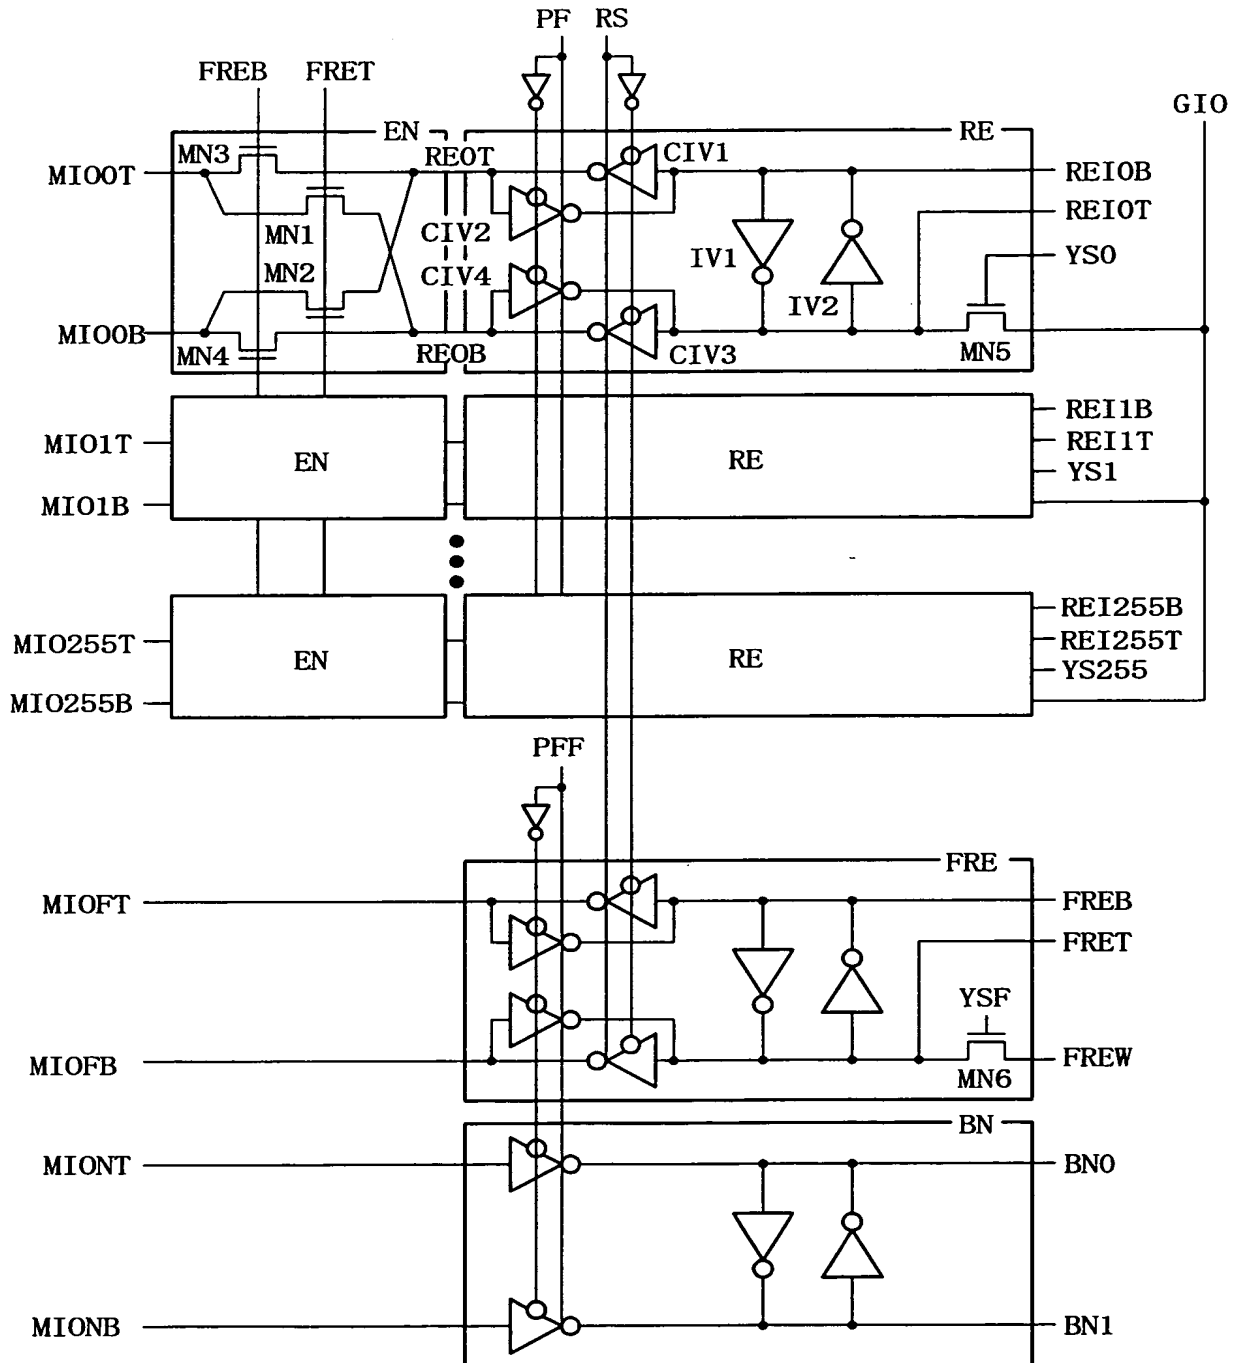 PF RS
FREB FRET
GIO
EN RE
MN3 REOT CIV1
MIO0T REI0B
REI0T
MN1 CIV2 IV1 YS0
MN2 CIV4 IV2
MIO0B MN4 REOB CIV3 MN5
REI1B
MIO1T REI1T
EN RE YS1
MIO1B
REI255B
MIO255T REI255T
EN RE YS255
MIO255B
PFF
FRE
MIOFT FREB
FRET
YSF
MIOFB FREW
MN6
BN
MIONT BN0
MIONB BN1